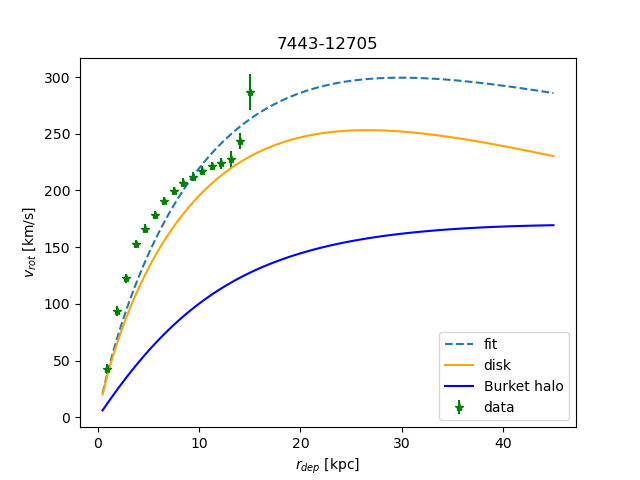 7443-12705
300
250
200
150
100
50
0
v_rot [km/s]
fit
disk
Burket halo
data
0 10 20 30 40
r_dep [kpc]